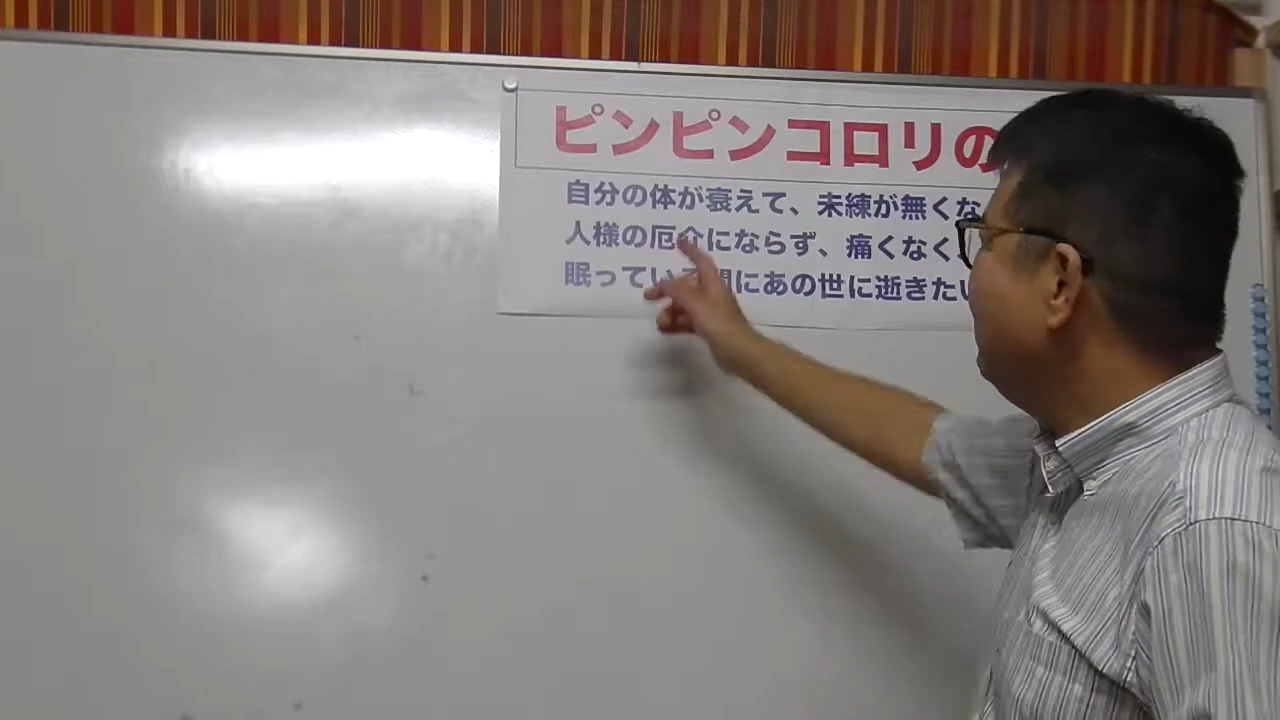 ピンピンコロリの
自分の体が衰えて、未練が無くな
人様の厄介にならず、痛くなく、
眠っている間にあの世に逝きたい